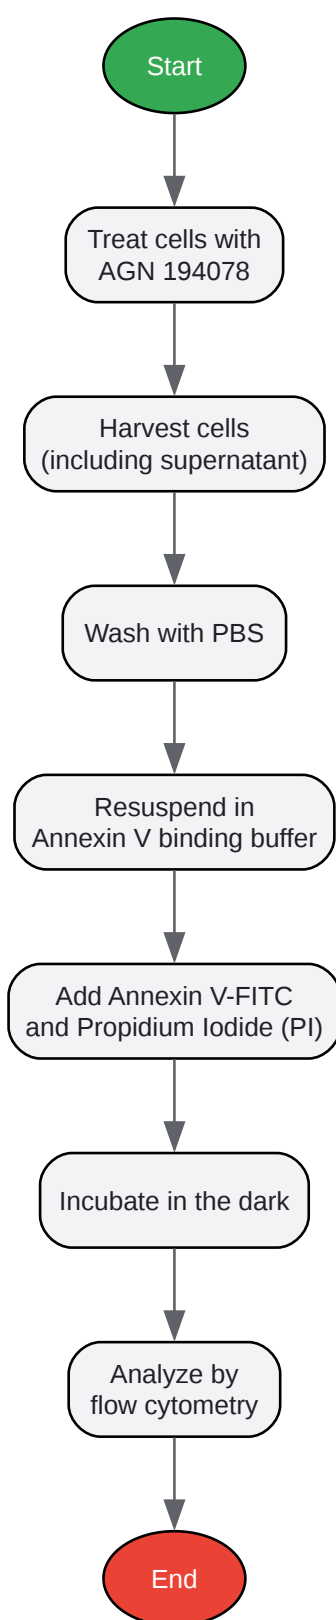 Start
Treat cells with
AGN 194078
Harvest cells
(including supernatant)
Wash with PBS
Resuspend in
Annexin V binding buffer
Add Annexin V-FITC
and Propidium Iodide (PI)
Incubate in the dark
Analyze by
flow cytometry
End